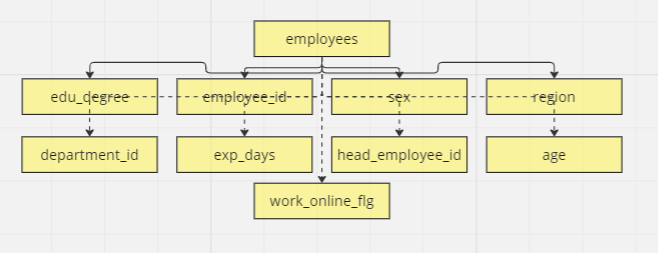 employees
edu_degree
employee_id
sex
region
department_id
exp_days
head_employee_id
age
work_online_flg